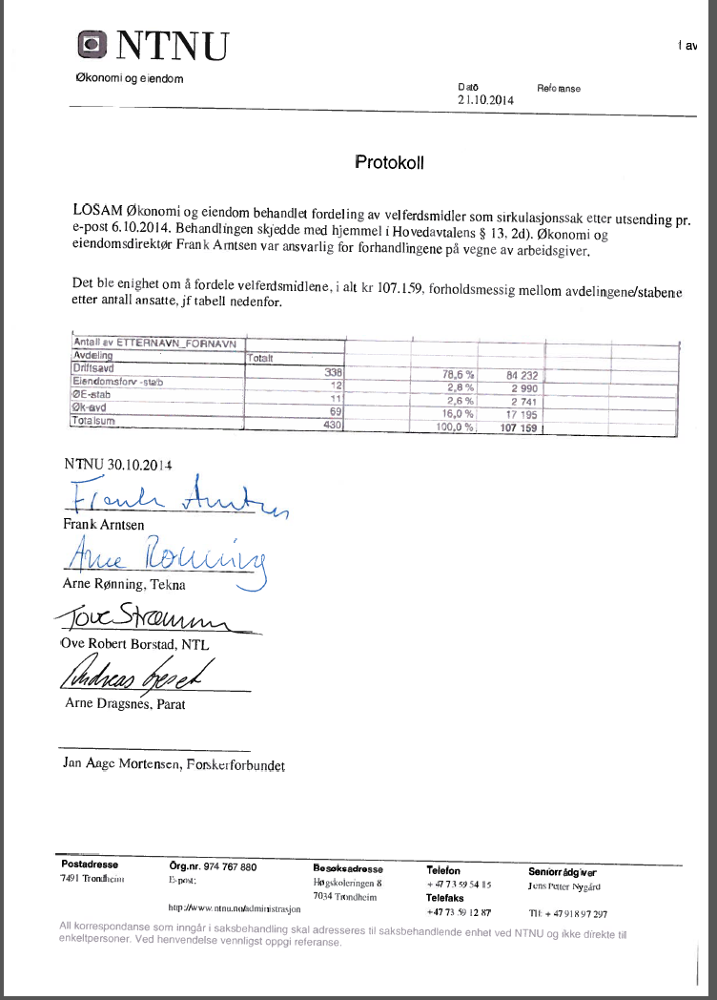 NTNU
1 av
Økonomi og eiendom
Dato
Referanse
21.10.2014
Protokoll
LOSAM Økonomi og eiendom behandlet fordeling av velferdsmidler som sirkulasjonssak etter utsending pr.
e-post 6.10.2014. Behandlingen skjedde med hjemmel i Hovedavtalens § 13, 2d). Økonomi og
eiendomsdirektør Frank Arntsen var ansvarlig for forhandlingene på vegne av arbeidsgiver.
Det ble enighet om å fordele velferdsmidlene, i alt kr 107.159, forholdsmessig mellom avdelingene/stabene
etter antall ansatte, jf tabell nedenfor.
Antall av ETTERNAVN_FORNAVN
Avdeling Totalt
Driftsavd 338 78,6 % 84 232
Eiendomsforv -stab 12 2,8 % 2 990
ØE-stab 11 2,6 % 2 741
Øk-avd 69 16,0 % 17 195
Totalsum 430 100,0 % 107 159
NTNU 30.10.2014
Frank Arntsen
Frank Arntsen
Arne Rønning
Arne Rønning, Tekna
Tove Strømm
Ove Robert Borstad, NTL
Andreas
Arne Dragsnes, Parat
Jan Aage Mortensen, Forskerforbundet
Postadresse Org.nr. 974 767 880 Besøksadresse Telefon Seniorrådgiver
7491 Trondheim E-post: Høgskoleringen 8 + 47 73 59 54 15 Jens Petter Nygård
7034 Trondheim Telefaks
http://www.ntnu.no/administrasjon +47 73 59 12 87 Tlf: + 47 918 97 297
All korrespondanse som inngår i saksbehandling skal adresseres til saksbehandlende enhet ved NTNU og ikke direkte til
enkeltpersoner. Ved henvendelse vennligst oppgi referanse.